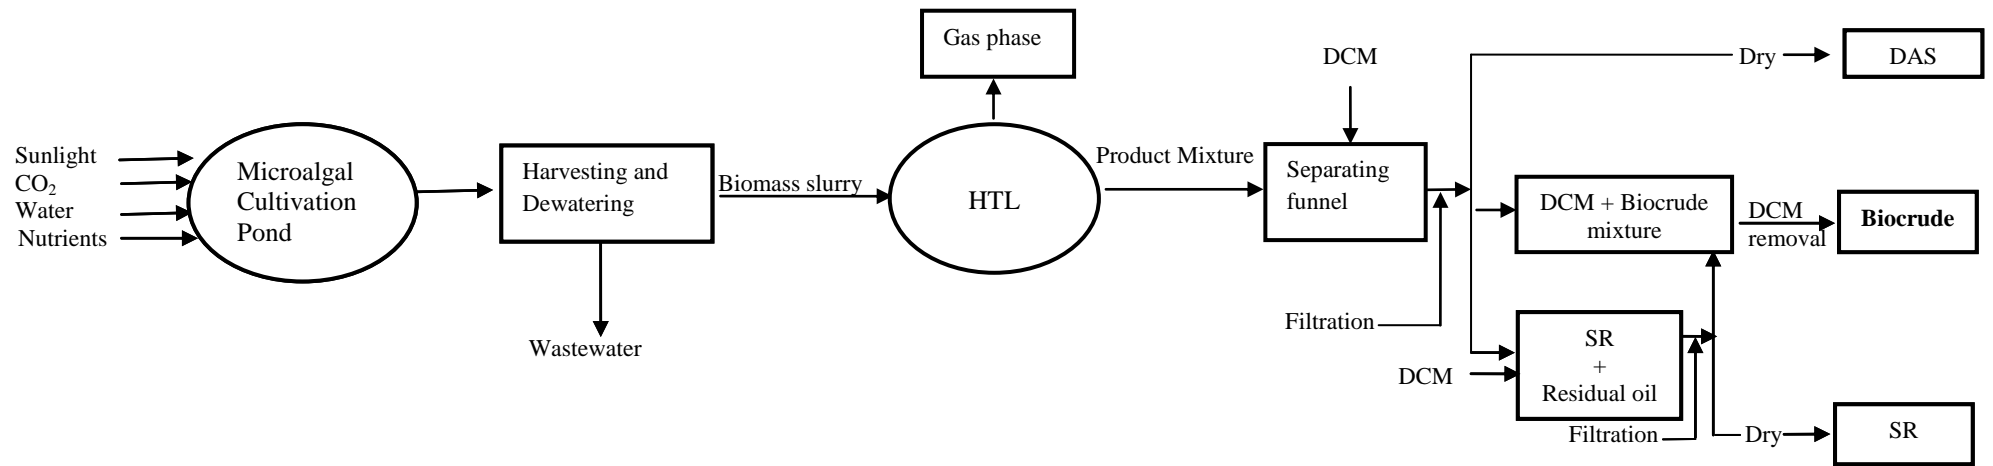 Sunlight
CO₂
Water
Nutrients
Microalgal
Cultivation
Pond
Harvesting and
Dewatering
Wastewater
Biomass slurry
Gas phase
HTL
Product Mixture
DCM
Separating
funnel
Filtration
Dry
DAS
DCM + Biocrude
mixture
DCM
removal
Biocrude
DCM
SR
+
Residual oil
Filtration
Dry
SR